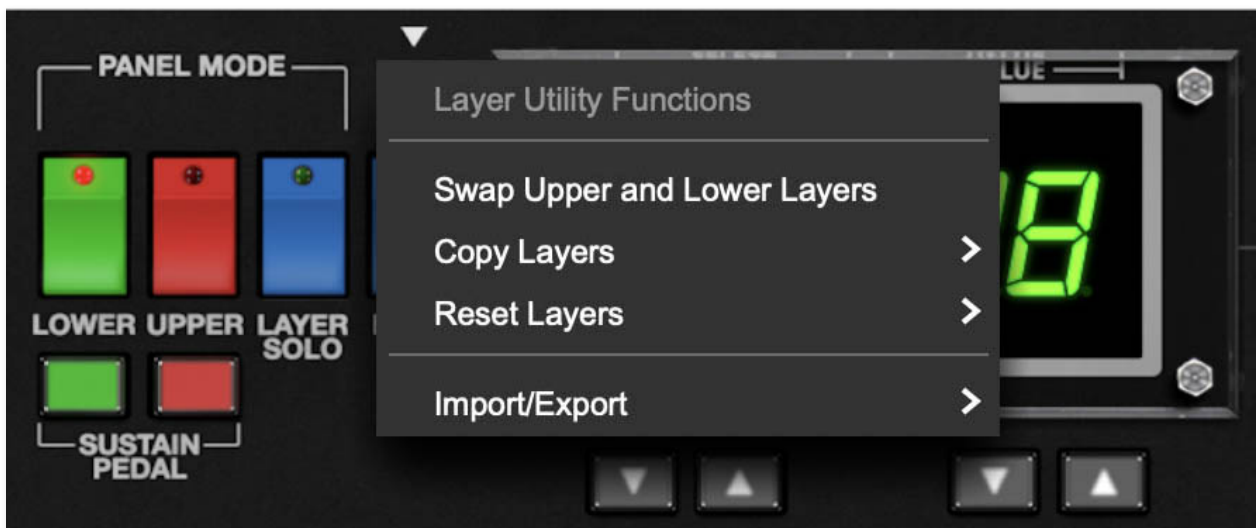 PANEL MODE
Layer Utility Functions
Swap Upper and Lower Layers
Copy Layers
Reset Layers
Import/Export
LOWER UPPER LAYER
SOLO
SUSTAIN
PEDAL
8